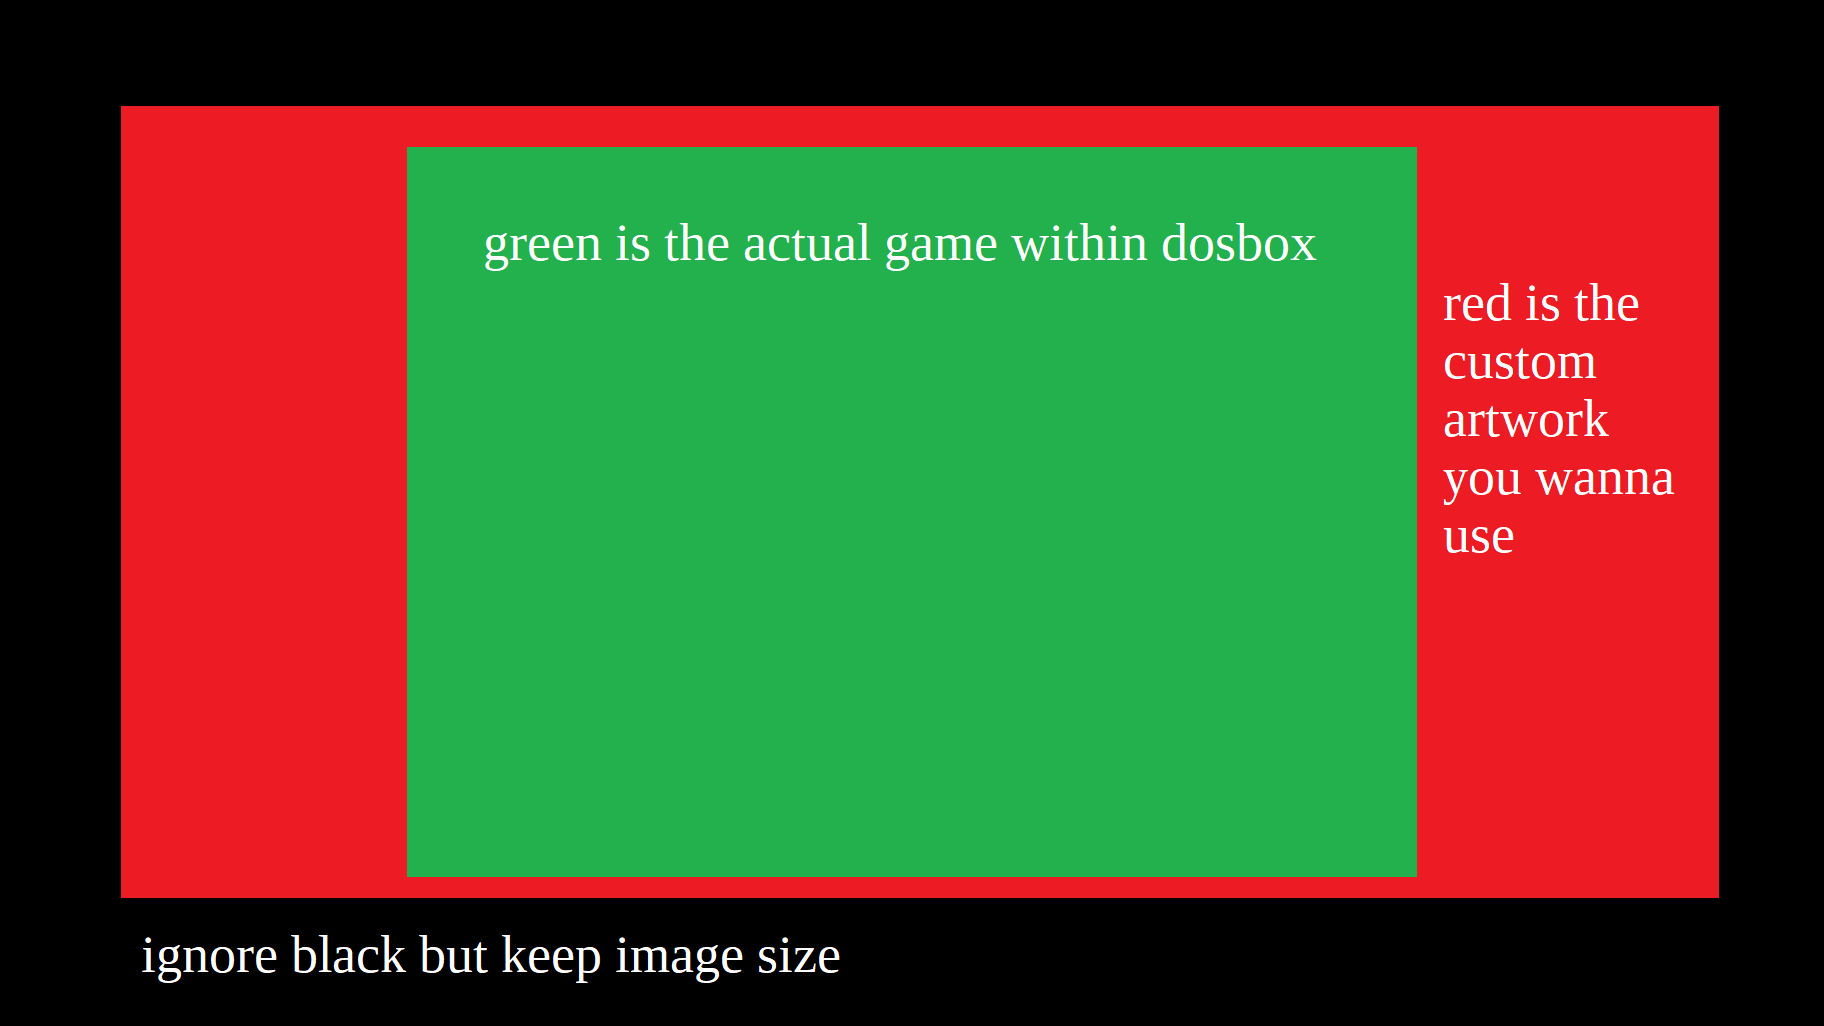 green is the actual game within dosbox
red is the
custom
artwork
you wanna
use
ignore black but keep image size